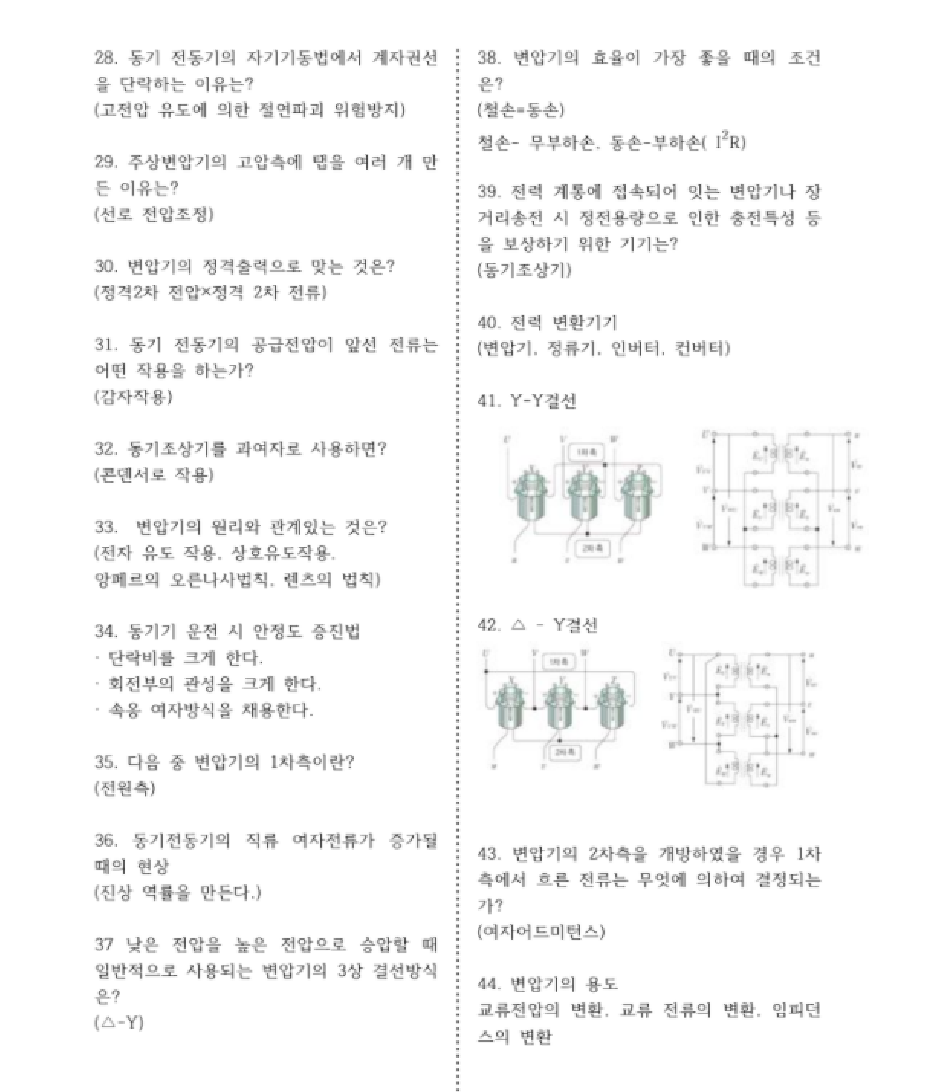 28. 동기 전동기의 자기기동법에서 계자권선
을 단락하는 이유는?
(고전압 유도에 의한 절연파괴 위험방지)
29. 주상변압기의 고압측에 탭을 여러 개 만
든 이유는?
(선로 전압조정)
30. 변압기의 정격출력으로 맞는 것은?
(정격2차 전압×정격 2차 전류)
31. 동기 전동기의 공급전압이 앞선 전류는
어떤 작용을 하는가?
(감자작용)
32. 동기조상기를 과여자로 사용하면?
(콘덴서로 작용)
33. 변압기의 원리와 관계있는 것은?
(전자 유도 작용, 상호유도작용,
앙페르의 오른나사법칙, 렌츠의 법칙)
34. 동기기 운전 시 안정도 증진법
· 단락비를 크게 한다.
· 회전부의 관성을 크게 한다.
· 속응 여자방식을 채용한다.
35. 다음 중 변압기의 1차측이란?
(전원측)
36. 동기전동기의 직류 여자전류가 증가될
때의 현상
(진상 역률을 만든다.)
37 낮은 전압을 높은 전압으로 승압할 때
일반적으로 사용되는 변압기의 3상 결선방식
은?
(△-Y)
38. 변압기의 효율이 가장 좋을 때의 조건
은?
(철손=동손)
철손- 무부하손, 동손-부하손( I²R)
39. 전력 계통에 접속되어 잇는 변압기나 장
거리송전 시 정전용량으로 인한 충전특성 등
을 보상하기 위한 기기는?
(동기조상기)
40. 전력 변환기기
(변압기, 정류기, 인버터, 컨버터)
41. Y-Y결선
U V W
1차측
2차측
u v w
42. △ - Y결선
U V W
1차측
2차측
u v w
43. 변압기의 2차측을 개방하였을 경우 1차
측에서 흐른 전류는 무엇에 의하여 결정되는
가?
(여자어드미턴스)
44. 변압기의 용도
교류전압의 변환, 교류 전류의 변환, 임피던
스의 변환